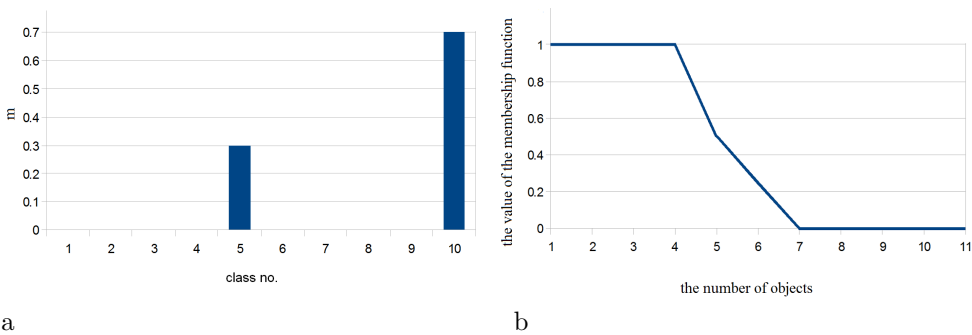 m
0.7
0.6
0.5
0.4
0.3
0.2
0.1
0
1 2 3 4 5 6 7 8 9 10
class no.
a
the value of the membership function
1
0.8
0.6
0.4
0.2
0
1 2 3 4 5 6 7 8 9 10 11
the number of objects
b